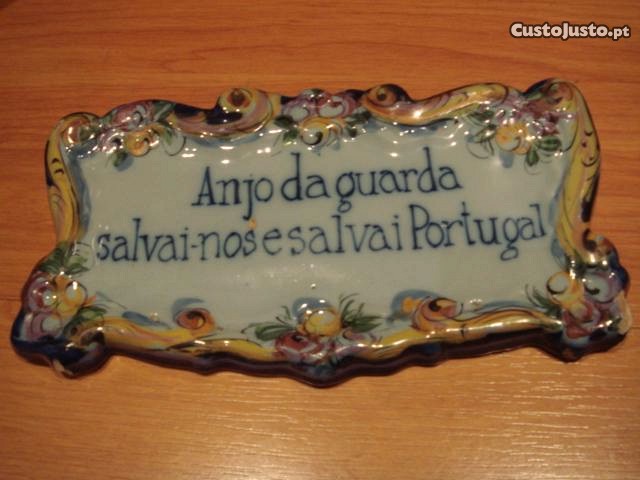 CustoJusto.pt
Anjo da guarda
salvai-nos e salvai Portugal